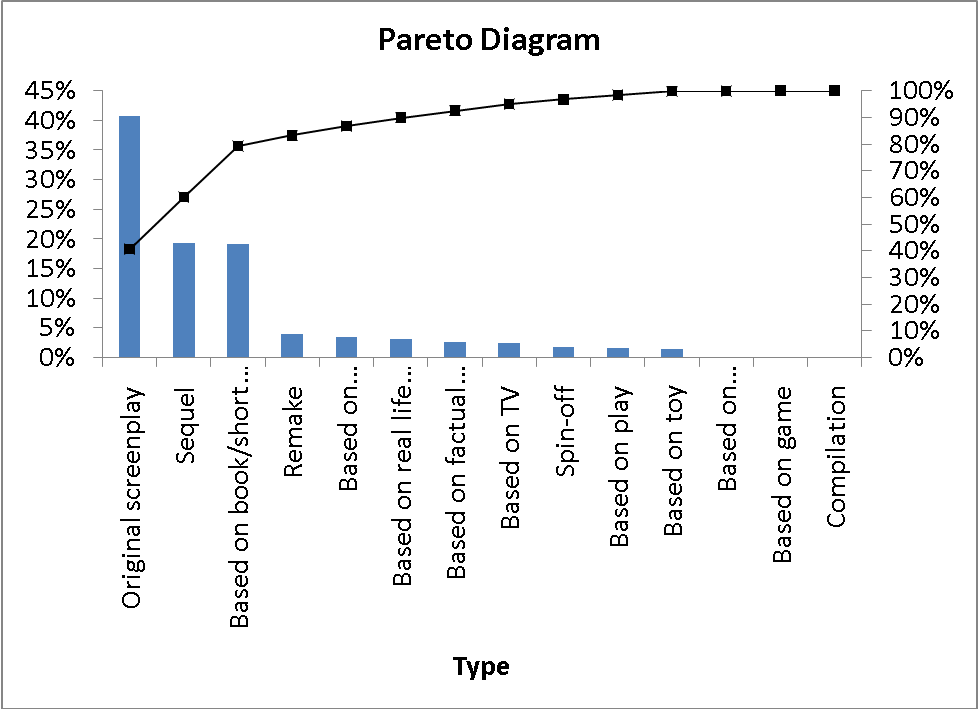 Pareto Diagram
45%
40%
35%
30%
25%
20%
15%
10%
5%
0%
100%
90%
80%
70%
60%
50%
40%
30%
20%
10%
0%
Original screenplay
Sequel
Based on book/short...
Remake
Based on...
Based on real life...
Based on factual...
Based on TV
Spin-off
Based on play
Based on toy
Based on...
Based on game
Compilation
Type